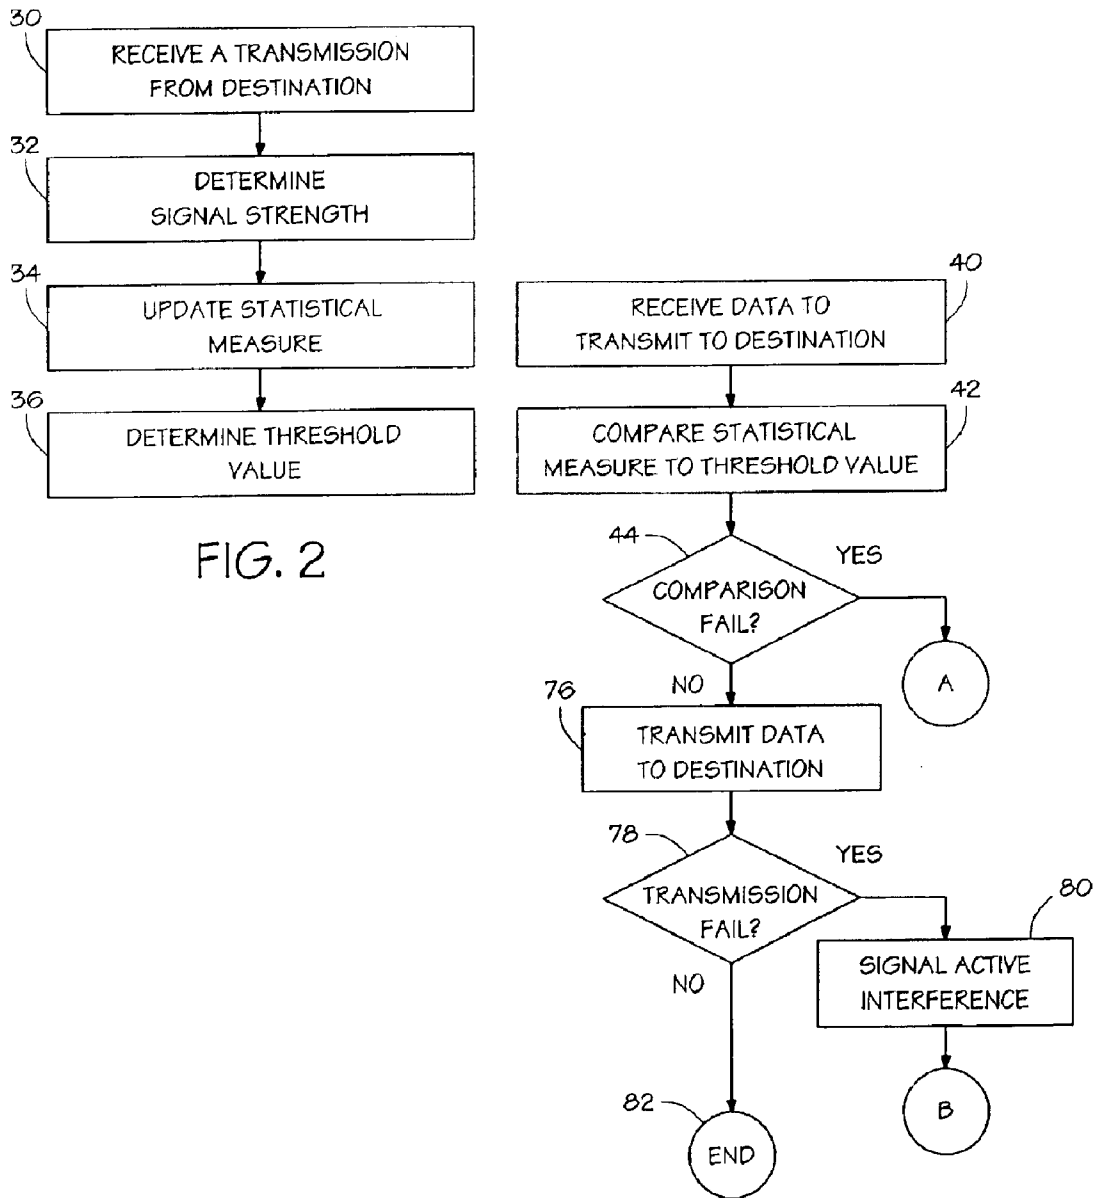 30
RECEIVE A TRANSMISSION
FROM DESTINATION
32
DETERMINE
SIGNAL STRENGTH
34
UPDATE STATISTICAL
MEASURE
36
DETERMINE THRESHOLD
VALUE
FIG. 2
40
RECEIVE DATA TO
TRANSMIT TO DESTINATION
42
COMPARE STATISTICAL
MEASURE TO THRESHOLD VALUE
44
COMPARISON
FAIL?
YES
A
NO
76
TRANSMIT DATA
TO DESTINATION
78
TRANSMISSION
FAIL?
YES
80
SIGNAL ACTIVE
INTERFERENCE
B
NO
82
END